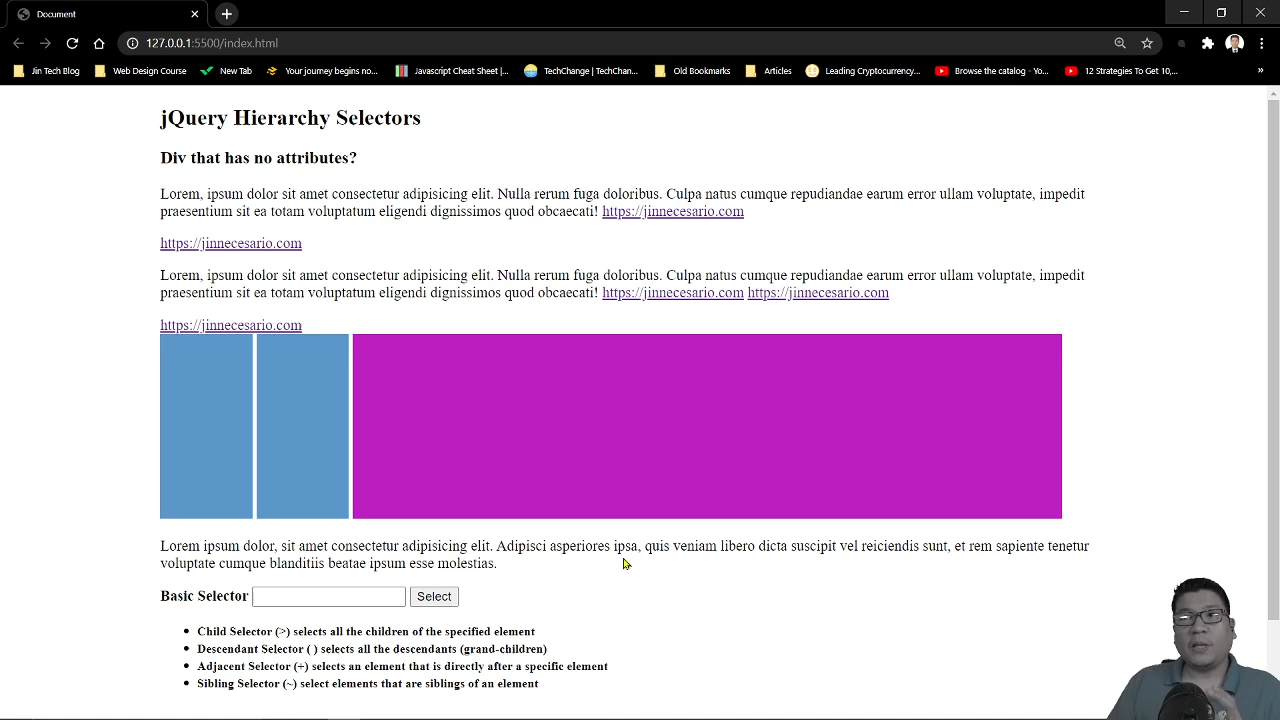 Document
127.0.0.1:5500/index.html
Jin Tech Blog Web Design Course New Tab Your journey begins no... Javascript Cheat Sheet |... TechChange | TechChan... Old Bookmarks Articles Leading Cryptocurrency... Browse the catalog - Yo... 12 Strategies To Get 10,... »
jQuery Hierarchy Selectors
Div that has no attributes?
Lorem, ipsum dolor sit amet consectetur adipisicing elit. Nulla rerum fuga doloribus. Culpa natus cumque repudiandae earum error ullam voluptate, impedit
praesentium sit ea totam voluptatum eligendi dignissimos quod obcaecati! https://jinnecesario.com
https://jinnecesario.com
Lorem, ipsum dolor sit amet consectetur adipisicing elit. Nulla rerum fuga doloribus. Culpa natus cumque repudiandae earum error ullam voluptate, impedit
praesentium sit ea totam voluptatum eligendi dignissimos quod obcaecati! https://jinnecesario.com https://jinnecesario.com
https://jinnecesario.com
Lorem ipsum dolor, sit amet consectetur adipisicing elit. Adipisci asperiores ipsa, quis veniam libero dicta suscipit vel reiciendis sunt, et rem sapiente tenetur
voluptate cumque blanditiis beatae ipsum esse molestias.
Basic Selector Select
• Child Selector (>) selects all the children of the specified element
• Descendant Selector ( ) selects all the descendants (grand-children)
• Adjacent Selector (+) selects an element that is directly after a specific element
• Sibling Selector (~) select elements that are siblings of an element